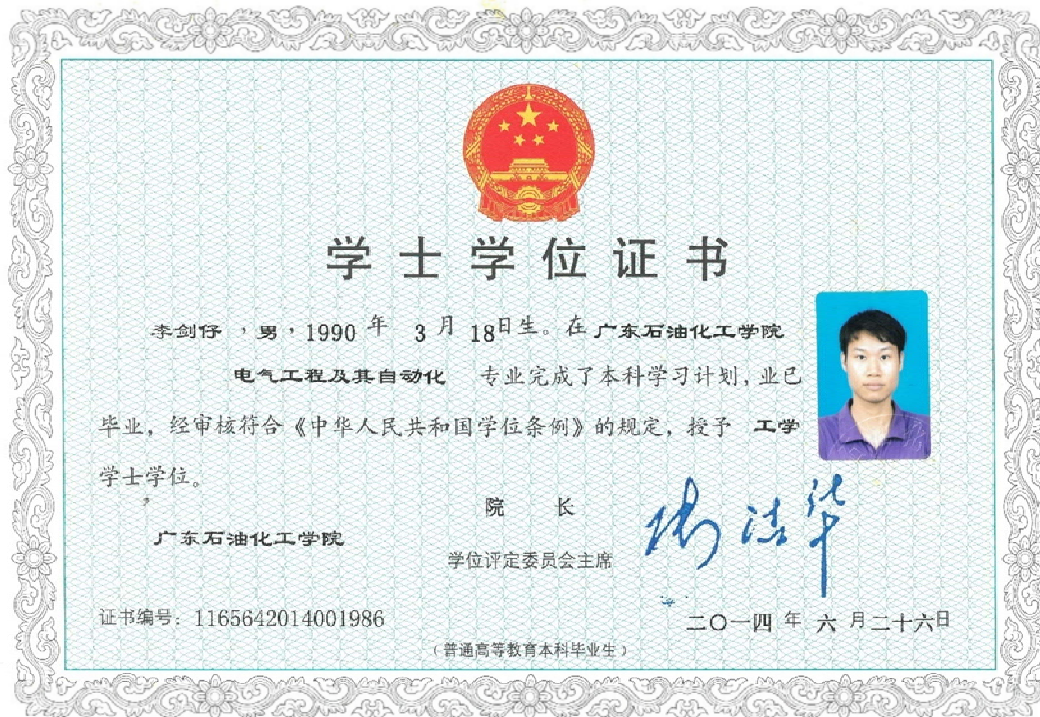 学士学位证书
李剑仔，男，1990 年 3 月 18日生。在 广东石油化工学院
电气工程及其自动化 专业完成了本科学习计划，业已
毕业，经审核符合《中华人民共和国学位条例》的规定，授予 工学
学士学位。
院 长
广东石油化工学院
学位评定委员会主席
证书编号：1165642014001986
二〇一四 年 六 月二十六日
（普通高等教育本科毕业生）